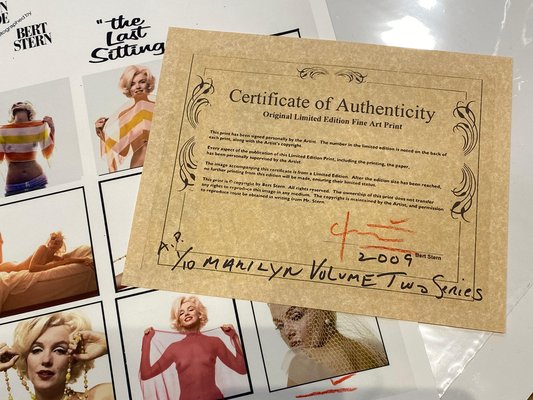 BERT
STERN
"the
Last Sitting
Certificate of Authenticity
Original Limited Edition Fine Art Print
This print has been signed personally by the Artist. The number in the limited edition is noted on the back of
each print, along with the Artist's copyright.
Every aspect of the publication of this Limited Edition Print, including the printing, the paper,
has been personally supervised by the Artist.
The image accompanying this certificate is from a Limited Edition. After the edition size has been reached,
no further printing from this edition will be made, ensuring their limited status.
This print is © copyright by Bert Stern. All rights reserved. The ownership of this print does not transfer
any rights to reproduce this image in any medium. The copyright is maintained by the Artist, and permission
to reproduce must be obtained in writing from Mr. Stern.
Bert Stern
2009
1/10 MARILYN VOLUME TWO SERIES